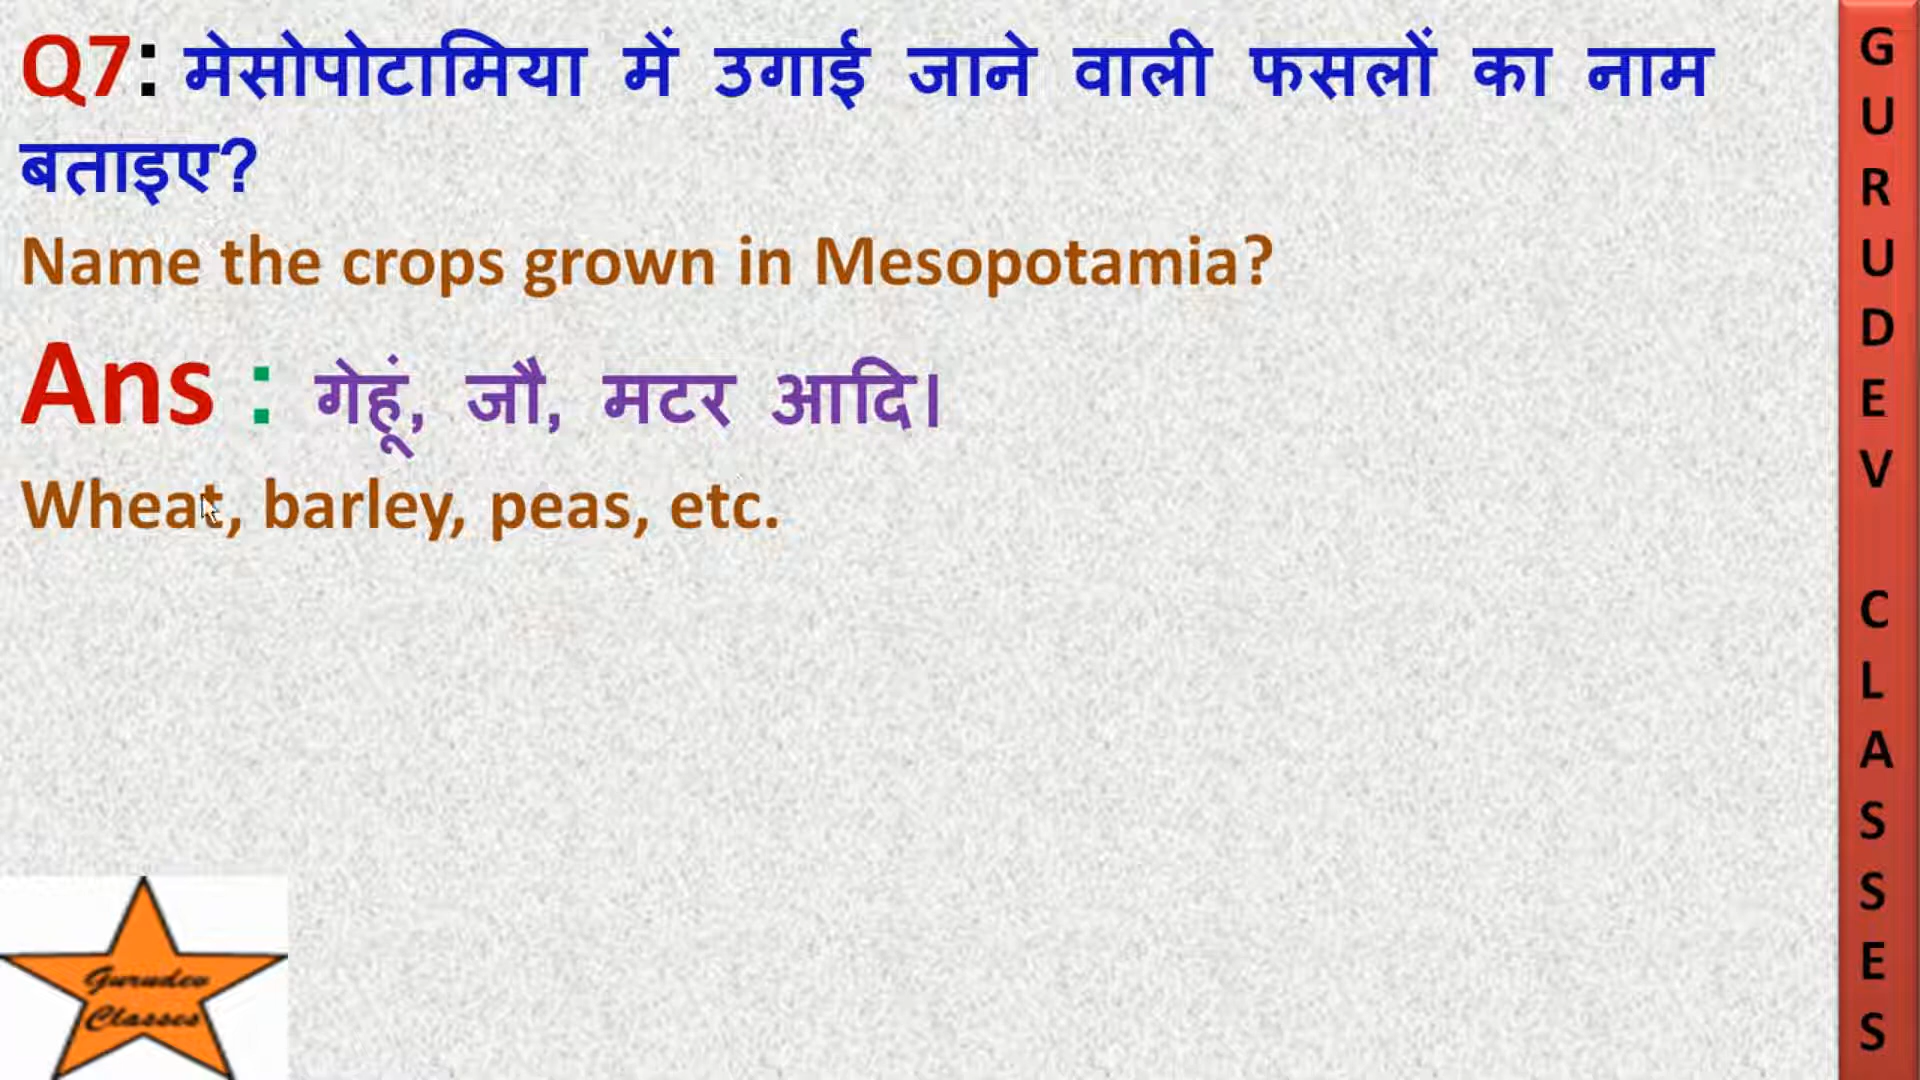 Q7: मेसोपोटामिया में उगाई जाने वाली फसलों का नाम
बताइए?
Name the crops grown in Mesopotamia?
Ans : गेहूं, जौ, मटर आदि।
Wheat, barley, peas, etc.
Gurudev
Classes
GURUDEV CLASSES